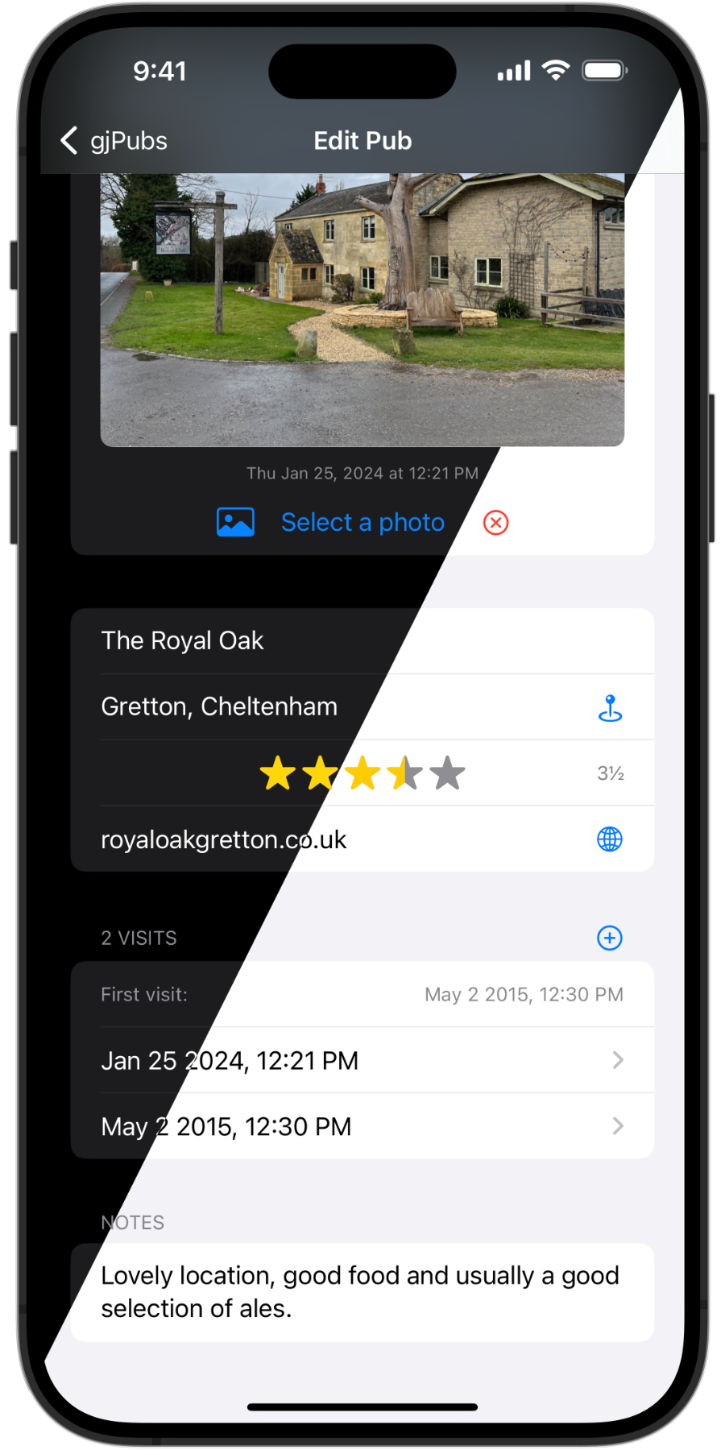 9:41
gjPubs
Edit Pub
Thu Jan 25, 2024 at 12:21 PM
Select a photo
The Royal Oak
Gretton, Cheltenham
3½
royaloakgretton.co.uk
2 VISITS
First visit: May 2 2015, 12:30 PM
Jan 25 2024, 12:21 PM
May 2 2015, 12:30 PM
NOTES
Lovely location, good food and usually a good
selection of ales.